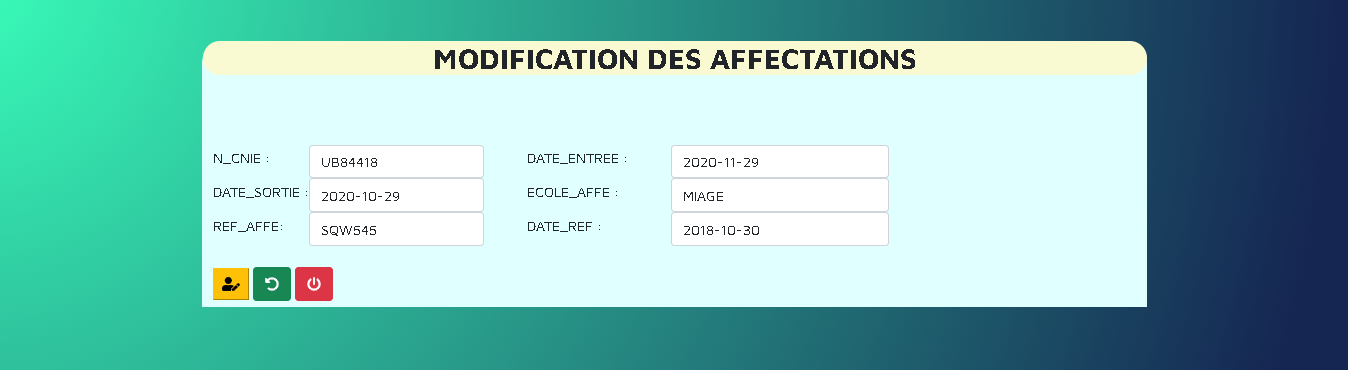 MODIFICATION DES AFFECTATIONS
N_CNIE : UB84418 DATE_ENTREE : 2020-11-29
DATE_SORTIE : 2020-10-29 ECOLE_AFFE : MIAGE
REF_AFFE: SQW545 DATE_REF : 2018-10-30